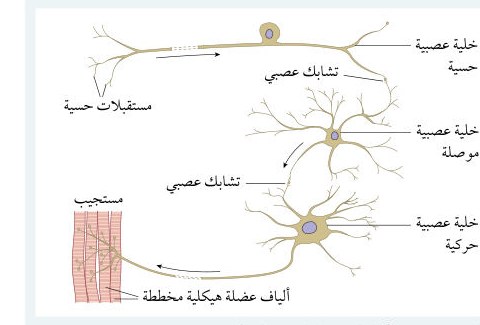 خلية عصبية
حسية
تشابك عصبي
مستقبلات حسية
خلية عصبية
موصلة
تشابك عصبي
مستجيب
خلية عصبية
حركية
ألياف عضلة هيكلية مخططة